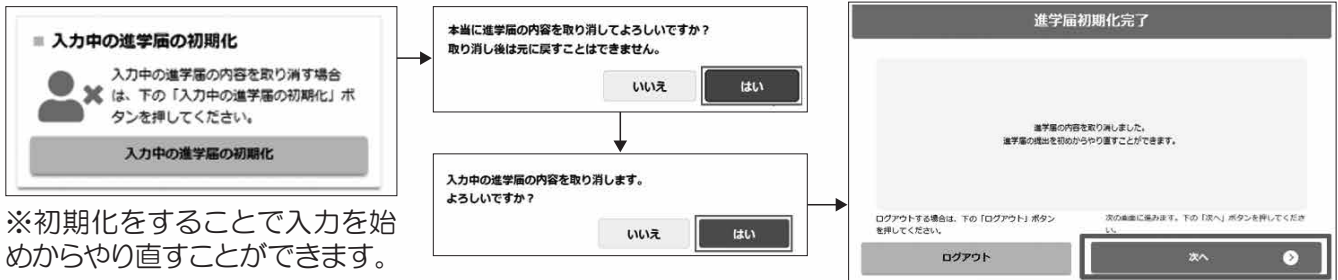 ■ 入力中の進学届の初期化
入力中の進学届の内容を取り消す場合
は、下の「入力中の進学届の初期化」ボ
タンを押してください。
入力中の進学届の初期化
※初期化をすることで入力を始
めからやり直すことができます。
本当に進学届の内容を取り消してよろしいですか?
取り消し後は元に戻すことはできません。
いいえ
はい
入力中の進学届の内容を取り消します。
よろしいですか?
いいえ
はい
進学届初期化完了
進学届の内容を取り消しました。
進学届の提出を初めからやり直すことができます。
ログアウトする場合は、下の「ログアウト」ボタン
を押してください。
ログアウト
次の画面に進みます。下の「次へ」ボタンを押してくださ
い。
次へ